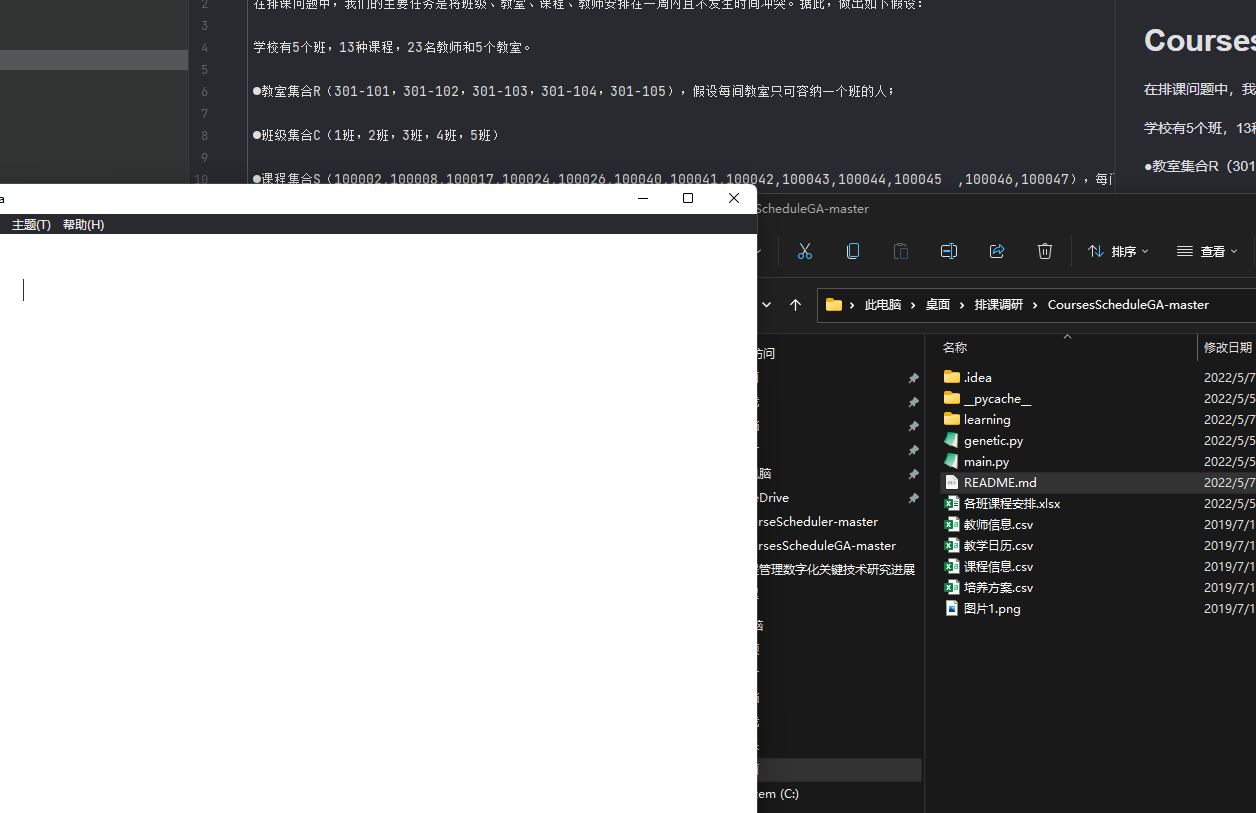 2 在排课问题中，我们的主要任务是将班级、教室、课程、教师安排在一周内且不发生时间冲突。据此，做出如下假设：
3
4 学校有5个班，13种课程，23名教师和5个教室。
5
6 ●教室集合R（301-101，301-102，301-103，301-104，301-105），假设每间教室只可容纳一个班的人；
7
8 ●班级集合C（1班，2班，3班，4班，5班）
9
10 ●课程集合S（100002,100008,100017,100024,100026,100040,100041,100042,100043,100044,100045 ,100046,100047），每门
Courses
在排课问题中，我
学校有5个班，13种
●教室集合R（301
a
主题(T) 帮助(H)
ScheduleGA-master
排序 查看
此电脑 桌面 排课调研 CoursesScheduleGA-master
访问
电脑
eDrive
rseScheduler-master
rsesScheduleGA-master
管理数字化关键技术研究进展
tem (C:)
名称 修改日期
.idea 2022/5/7
__pycache__ 2022/5/5
learning 2022/5/7
genetic.py 2022/5/5
main.py 2022/5/5
README.md 2022/5/7
各班课程安排.xlsx 2022/5/5
教师信息.csv 2019/7/1
教学日历.csv 2019/7/1
课程信息.csv 2019/7/1
培养方案.csv 2019/7/1
图片1.png 2019/7/1